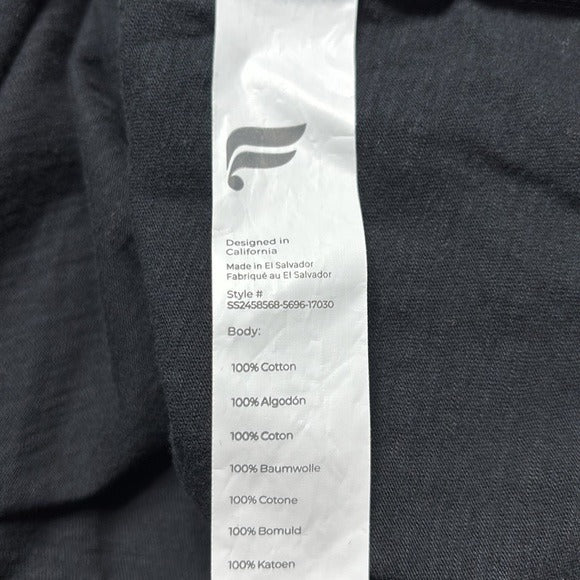 Designed in
California
Made in El Salvador
Fabriqué au El Salvador
Style #
SS2458568-5696-17030
Body:
100% Cotton
100% Algodón
100% Coton
100% Baumwolle
100% Cotone
100% Bomuld
100% Katoen